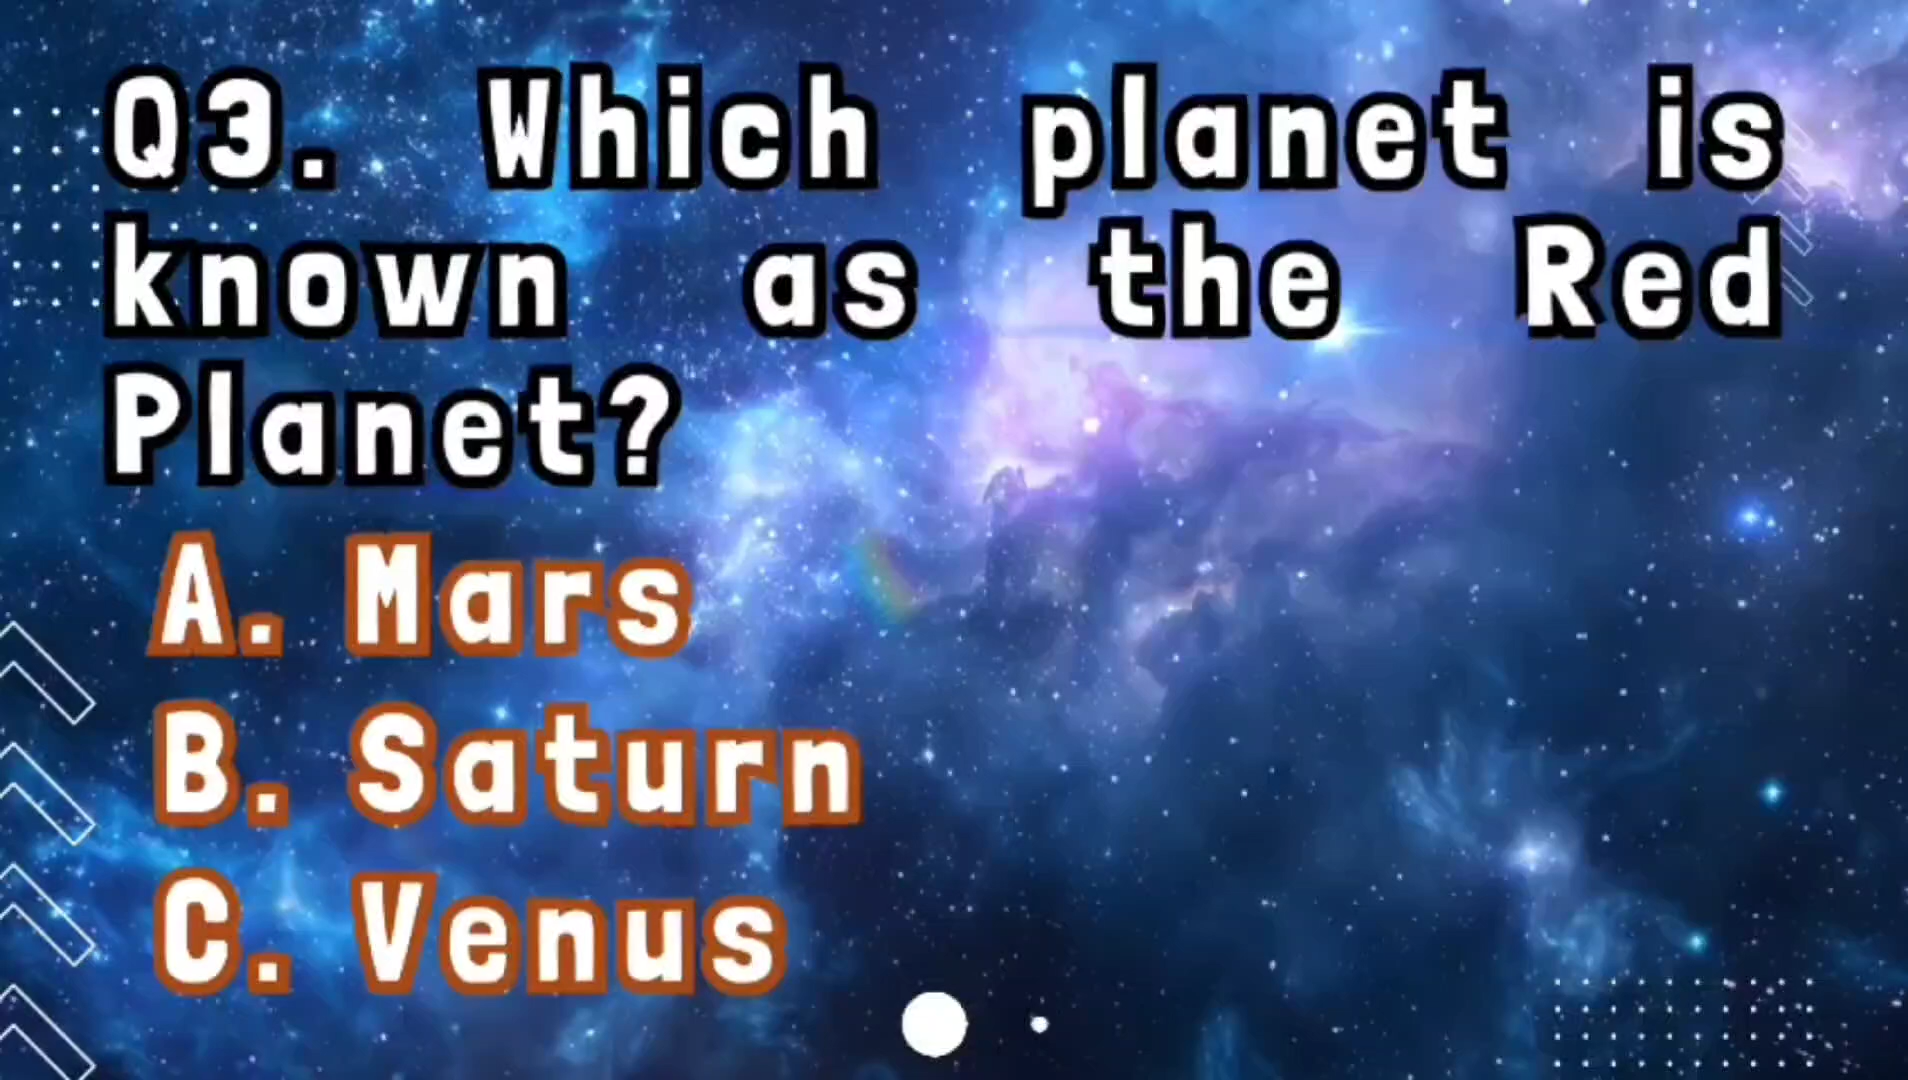 Q3. Which planet is
known as the Red
Planet?
A. Mars
B. Saturn
C. Venus